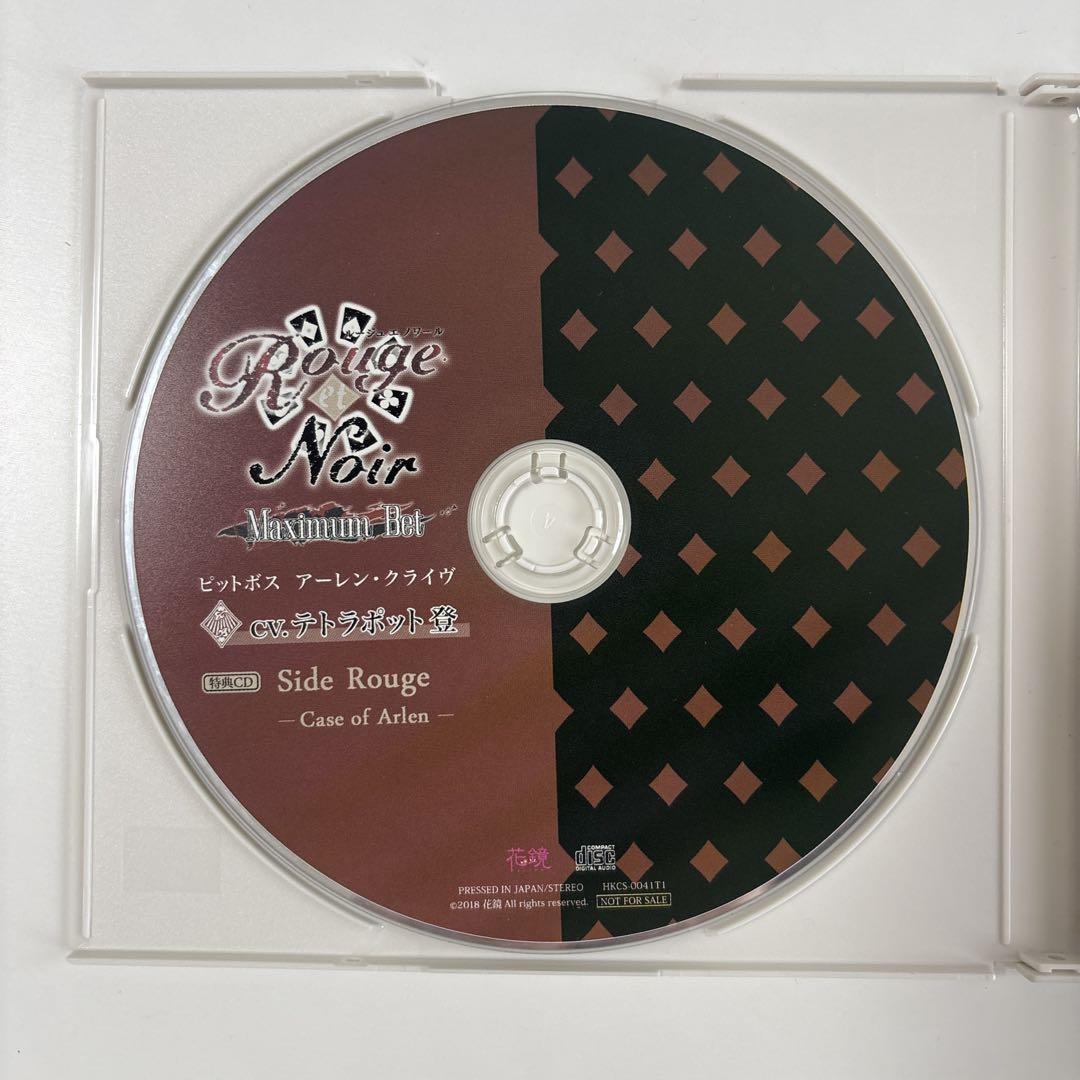 ルージュ エ ノワール
Rouge
et
Noir
Maximum Bet
ピットボス アーレン・クライヴ
CV.テトラポット登
特典CD Side Rouge
—Case of Arlen—
花鏡
COMPACT
disc
DIGITAL AUDIO
PRESSED IN JAPAN/STEREO HKCS-0041T1
©2018 花鏡 All rights reserved. NOT FOR SALE